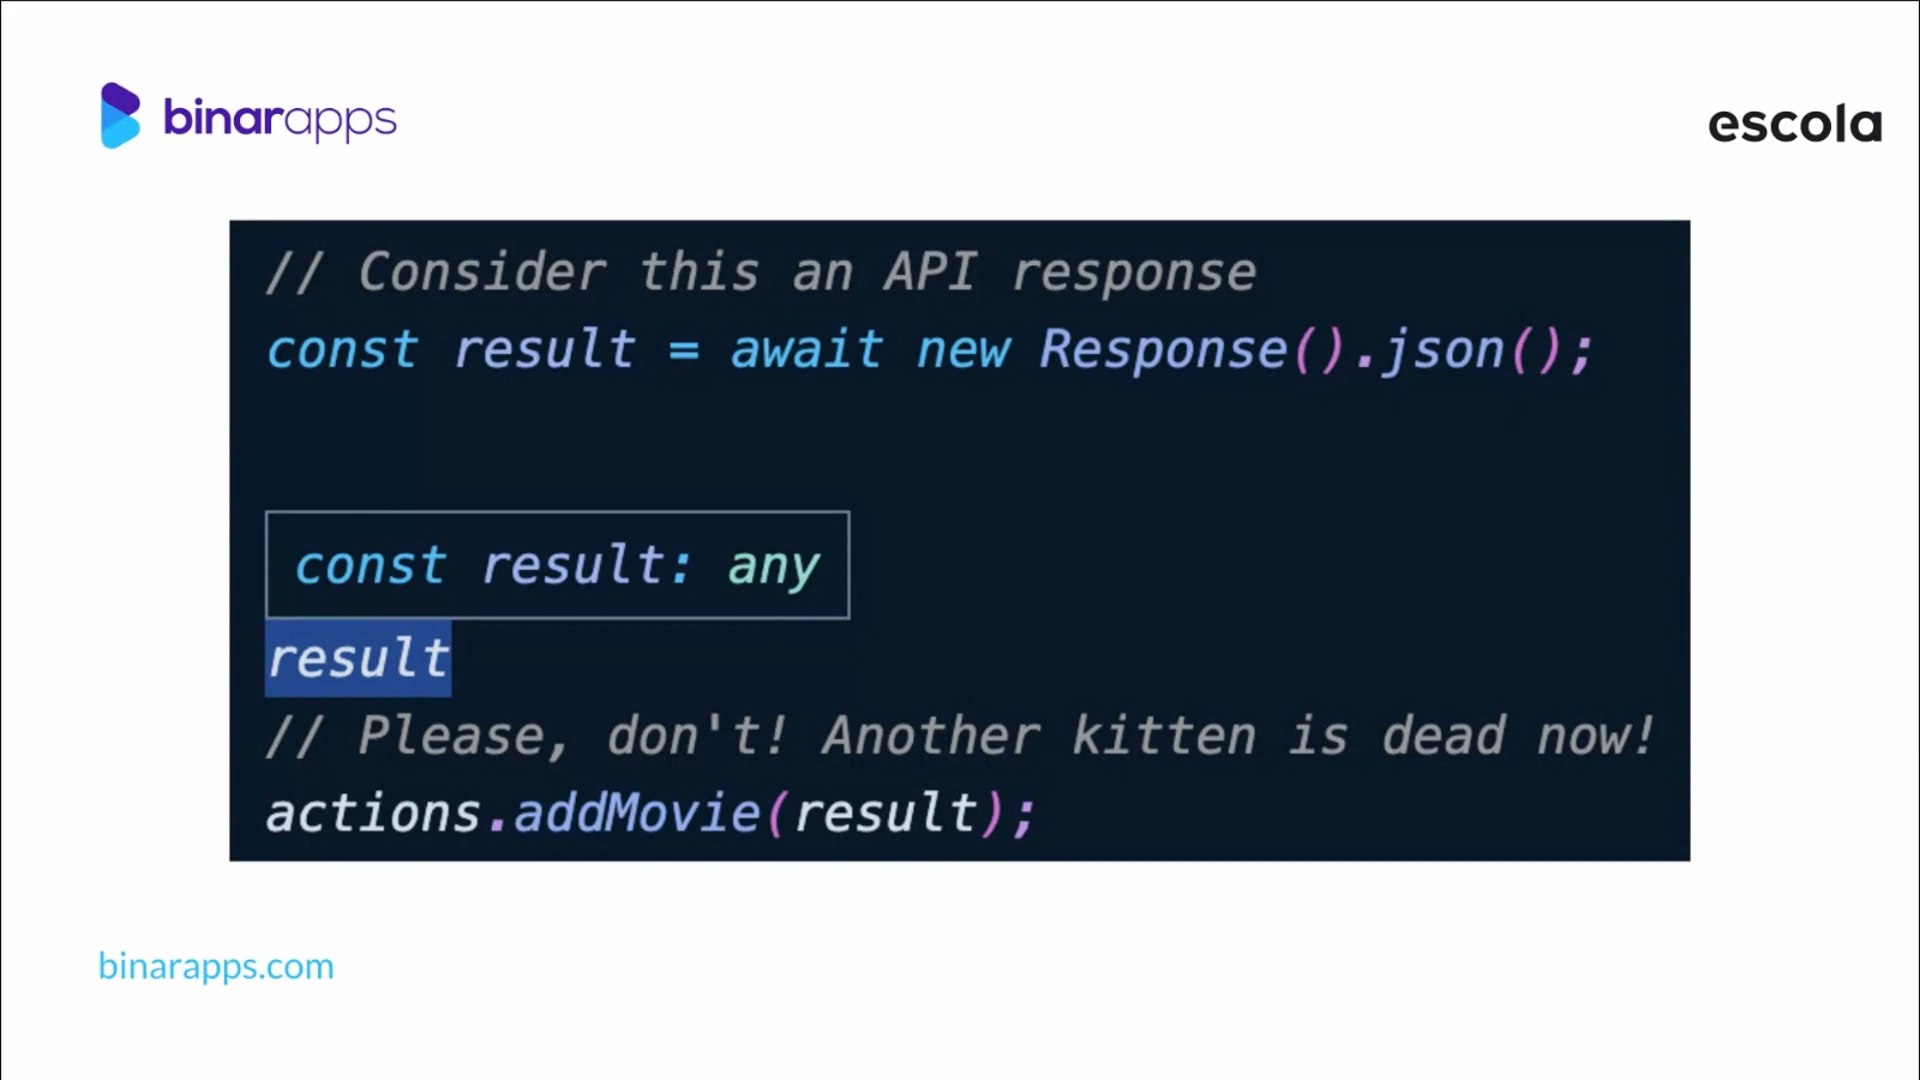 binarapps
escola
// Consider this an API response
const result = await new Response().json();
const result: any
result
// Please, don't! Another kitten is dead now!
actions.addMovie(result);
binarapps.com